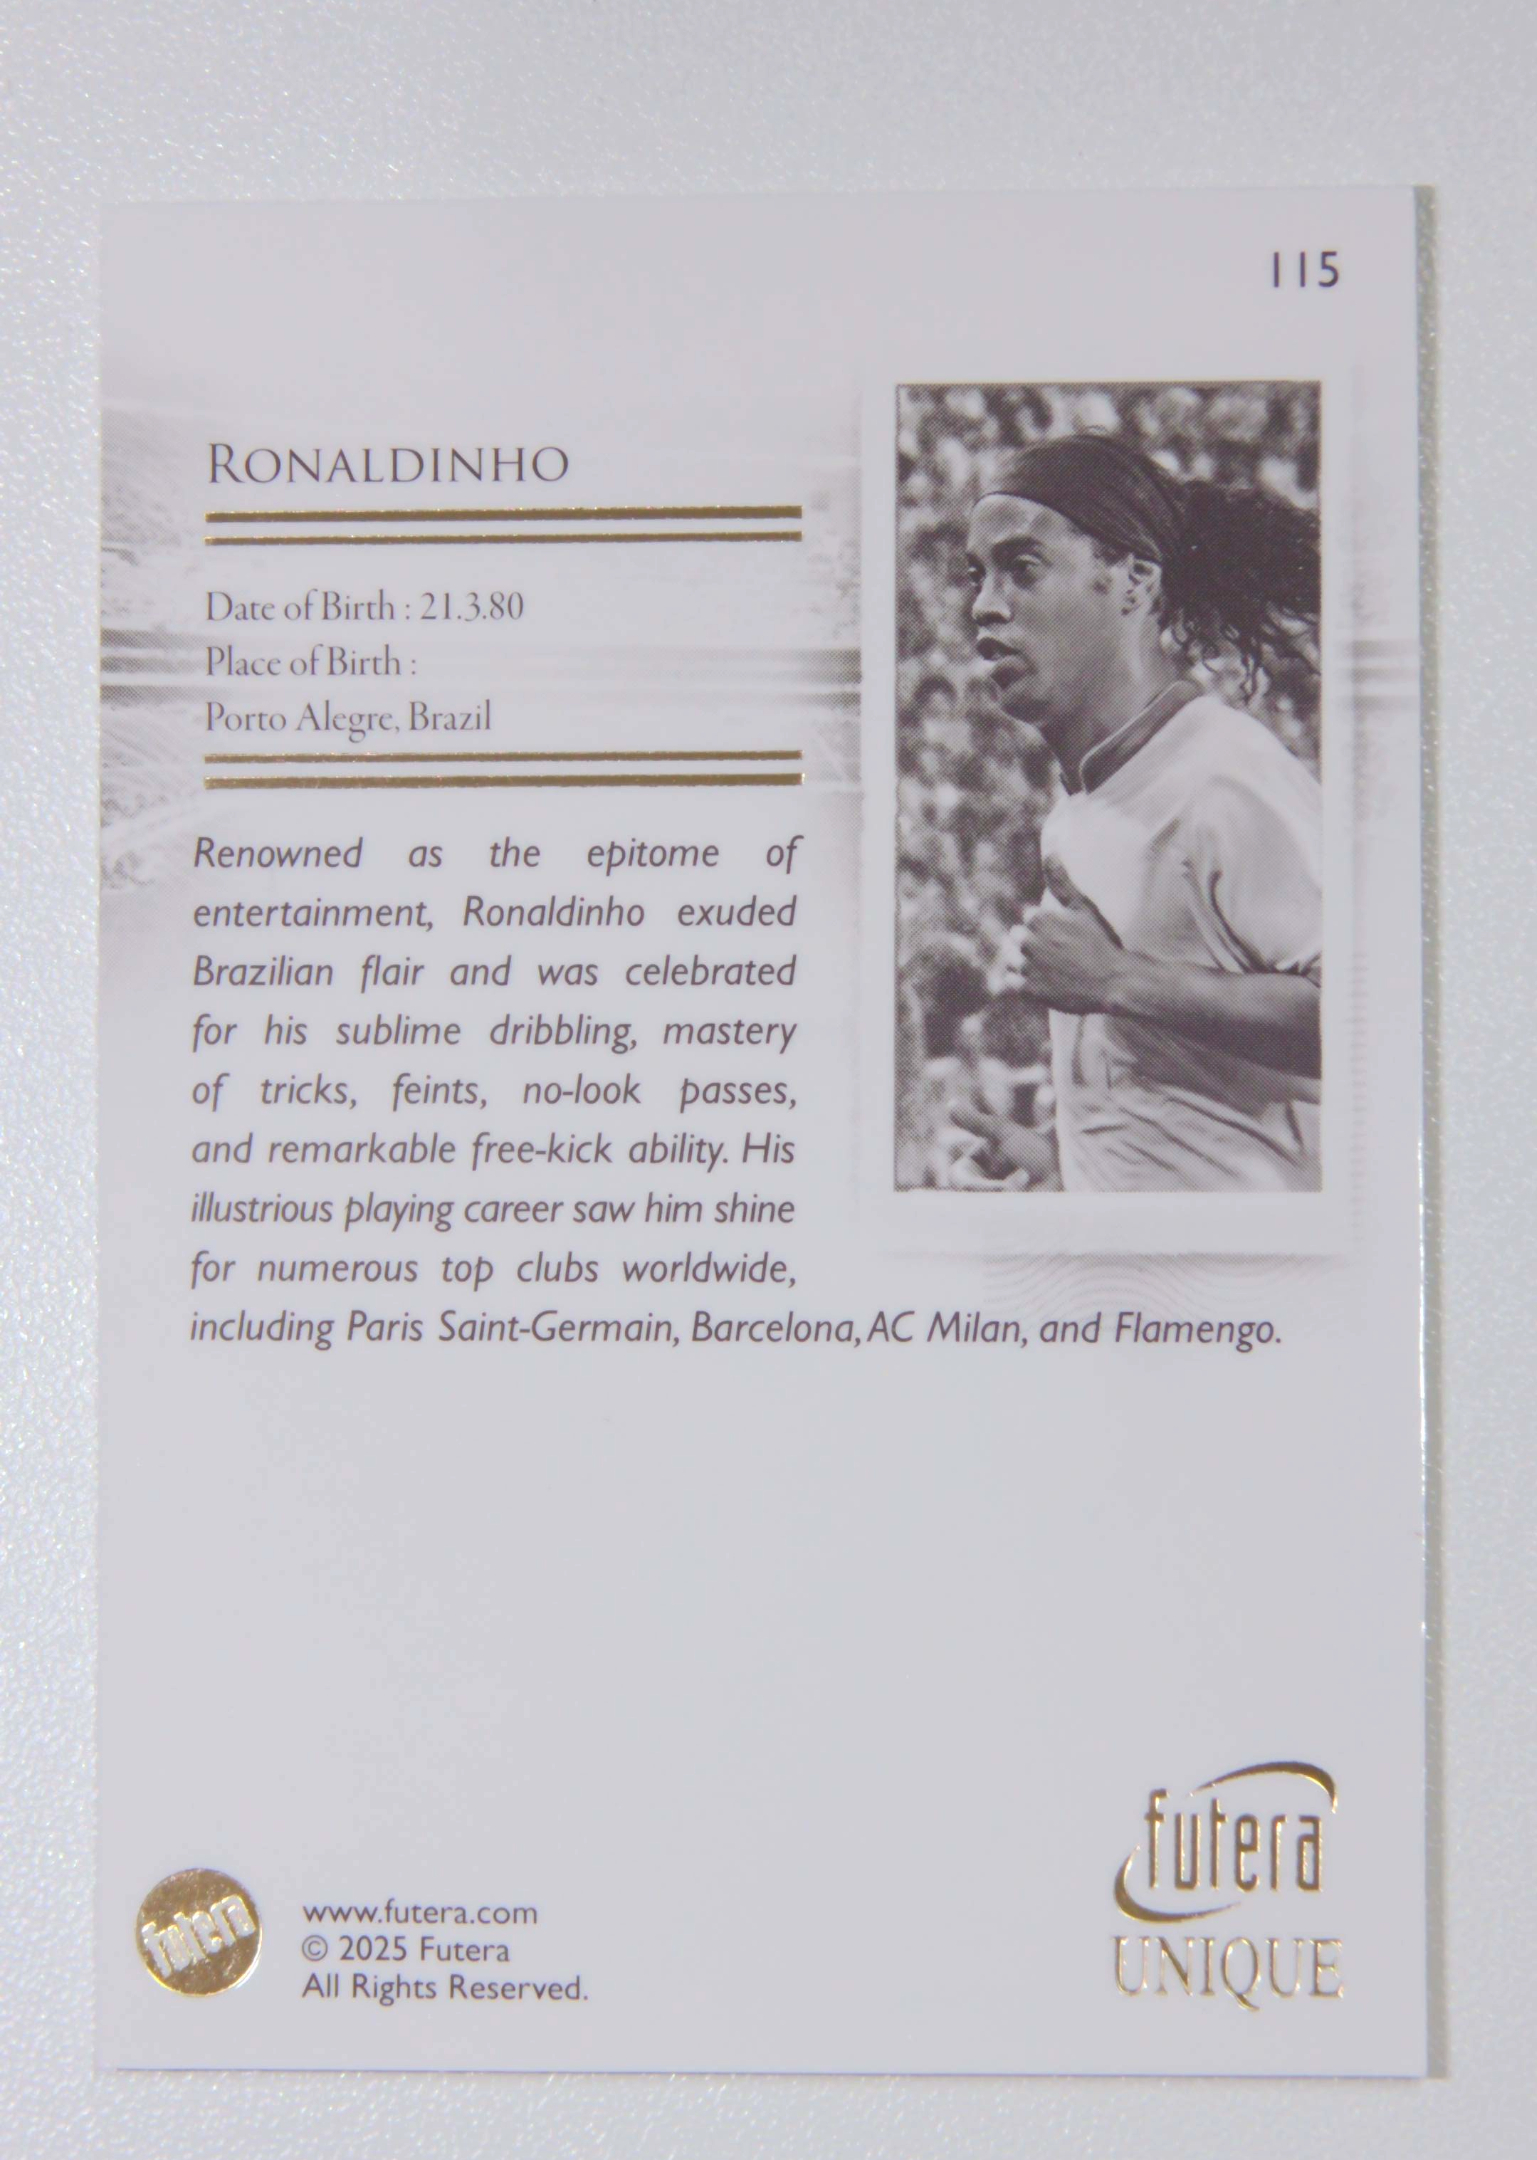 115
RONALDINHO
Date of Birth : 21.3.80
Place of Birth :
Porto Alegre, Brazil
Renowned as the epitome of
entertainment, Ronaldinho exuded
Brazilian flair and was celebrated
for his sublime dribbling, mastery
of tricks, feints, no-look passes,
and remarkable free-kick ability. His
illustrious playing career saw him shine
for numerous top clubs worldwide,
including Paris Saint-Germain, Barcelona, AC Milan, and Flamengo.
futera
www.futera.com
© 2025 Futera
All Rights Reserved.
futera
UNIQUE